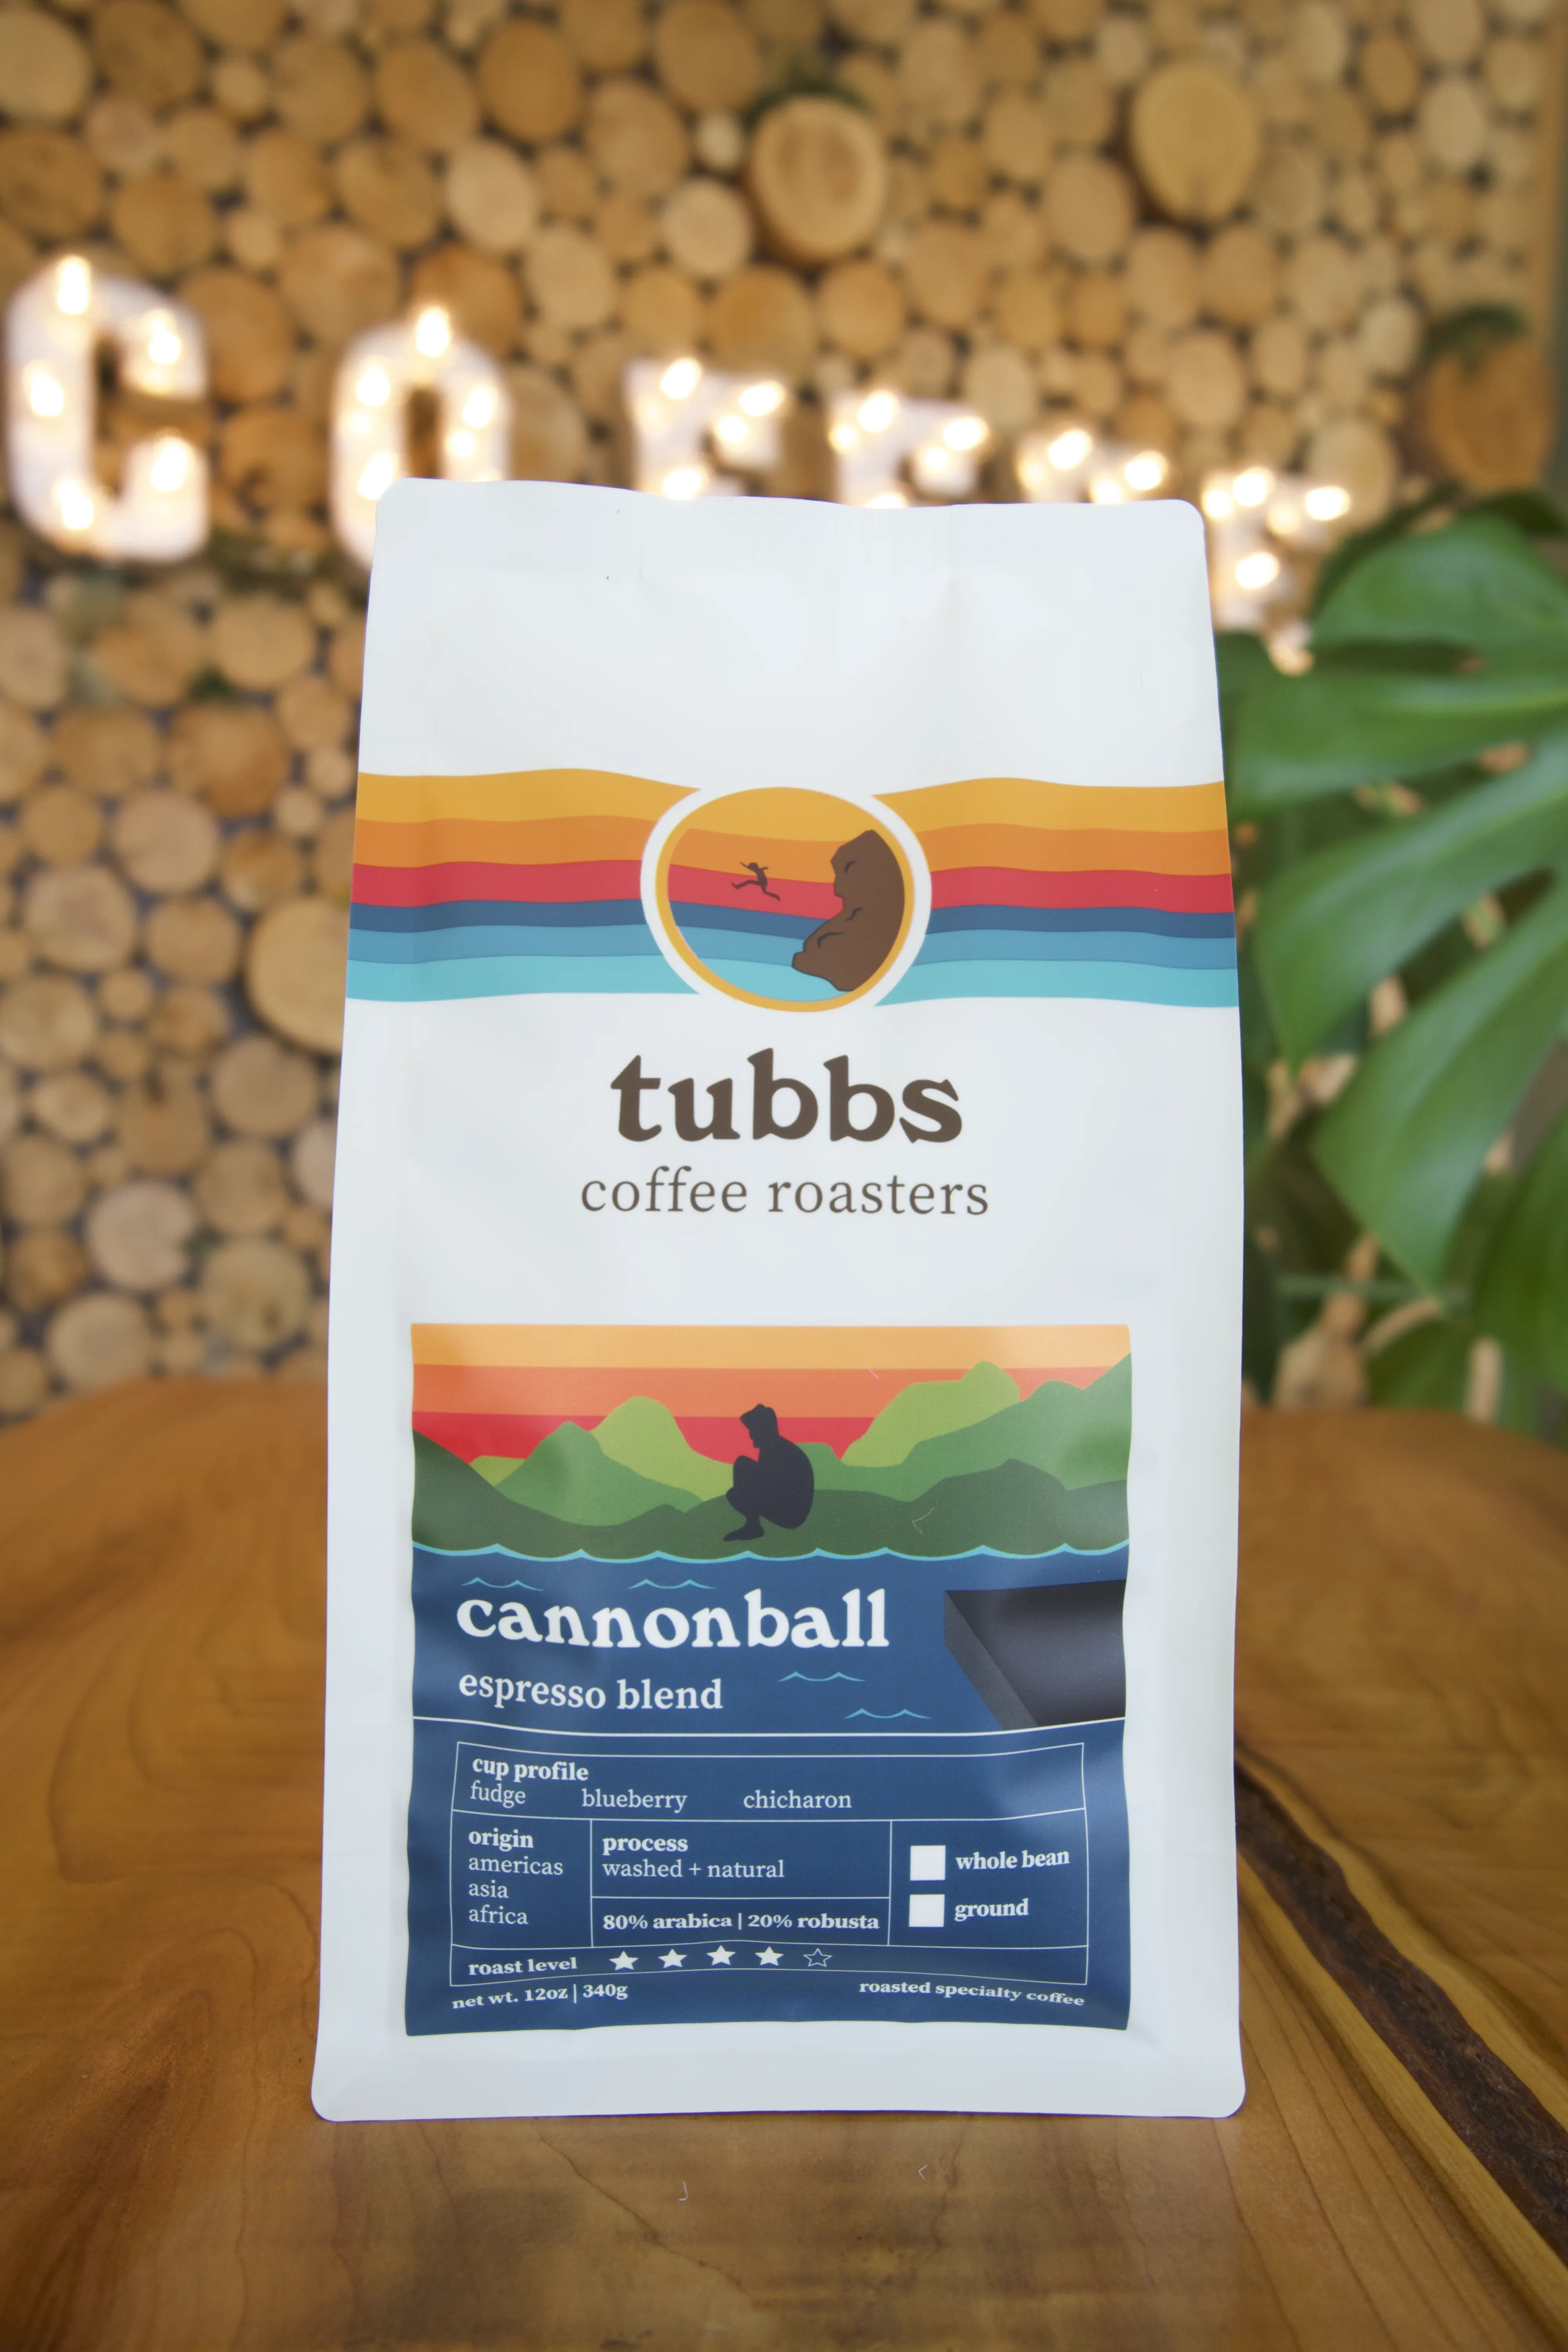 COFFEE
tubbs
coffee roasters
cannonball
espresso blend
cup profile
fudge blueberry chicharon
origin
americas
asia
africa
process
washed + natural
80% arabica | 20% robusta
whole bean
ground
roast level
net wt. 12oz | 340g
roasted specialty coffee